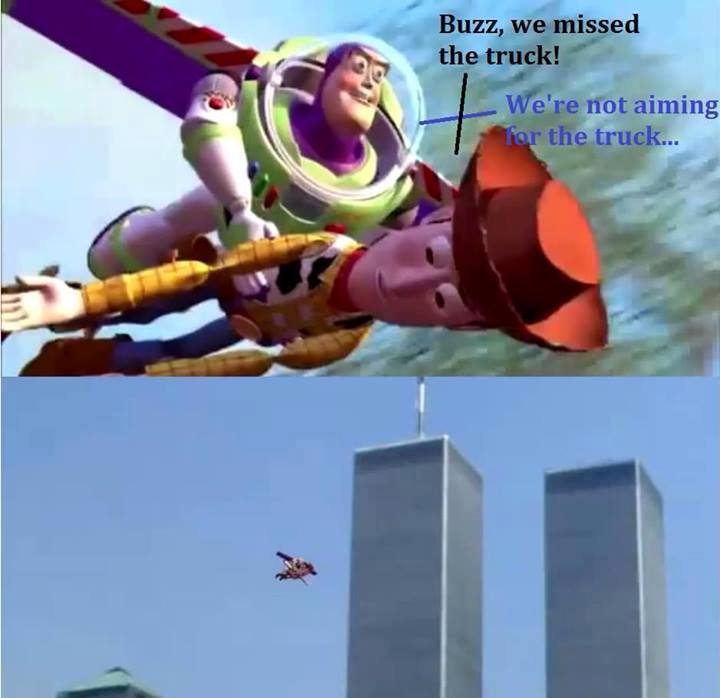 Buzz, we missed
the truck!
We're not aiming
for the truck...